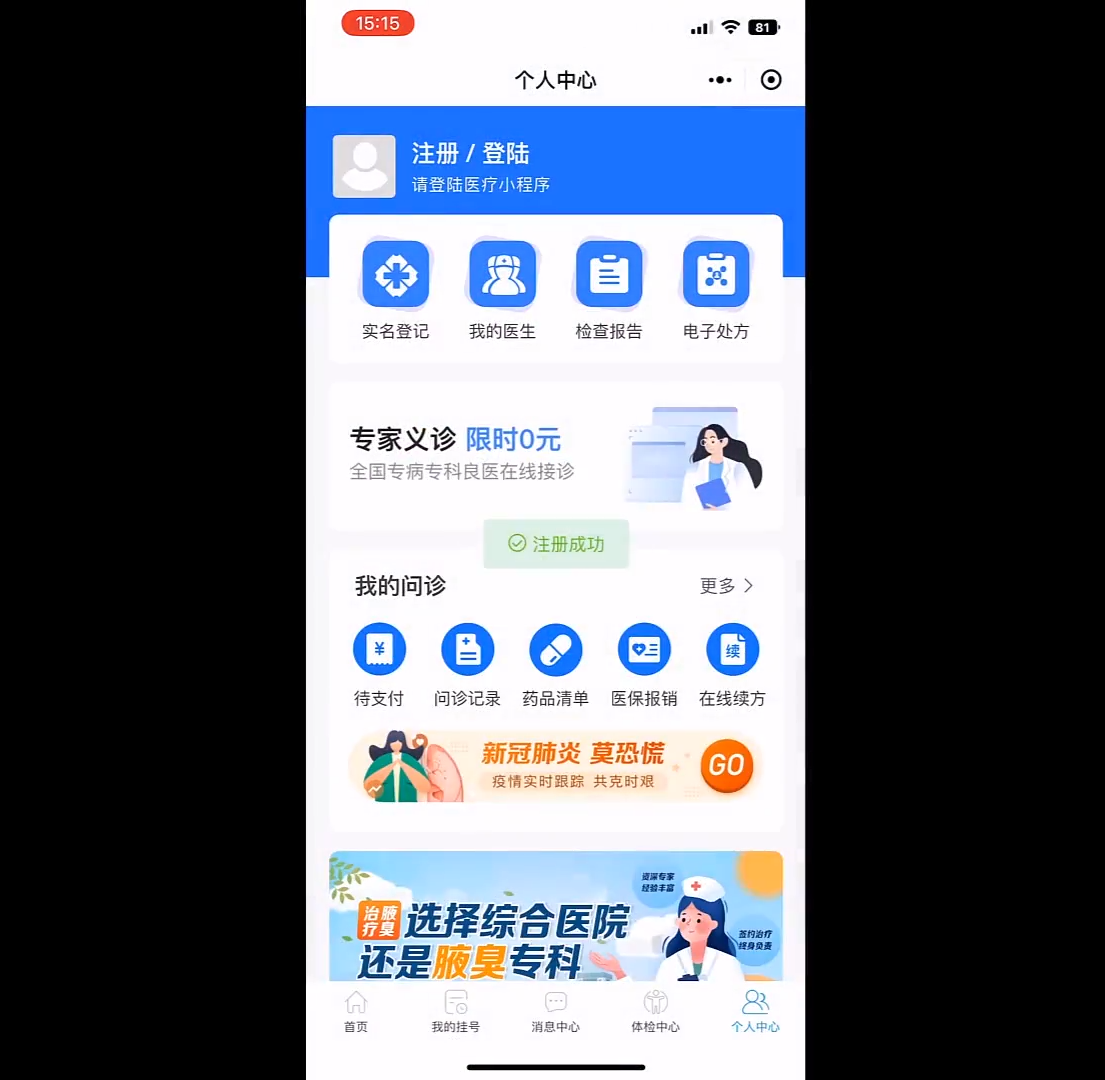 15:15
81
个人中心
注册 / 登陆
请登陆医疗小程序
实名登记
我的医生
检查报告
电子处方
专家义诊 限时0元
全国专病专科良医在线接诊
注册成功
我的问诊
更多
¥
续
待支付
问诊记录
药品清单
医保报销
在线续方
新冠肺炎 莫恐慌
疫情实时跟踪 共克时艰
GO
资深专家
经验丰富
治腋
疗臭
选择综合医院
还是腋臭专科
签约治疗
终身负责
首页
我的挂号
消息中心
体检中心
个人中心